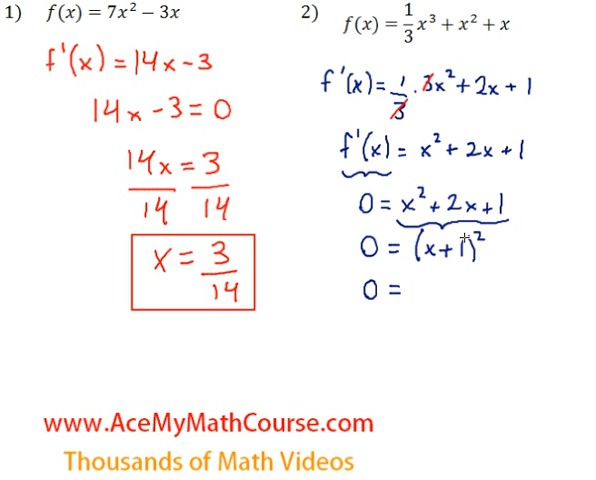 1) f(x) = 7x² − 3x
f'(x) = 14x - 3
14x - 3 = 0
14x = 3
14 14
x = 3/14
2) f(x) = 1/3 x³ + x² + x
f'(x) = 1/3 · 3x² + 2x + 1
f'(x) = x² + 2x + 1
0 = x² + 2x + 1
0 = (x+1)²
0 =
www.AceMyMathCourse.com
Thousands of Math Videos